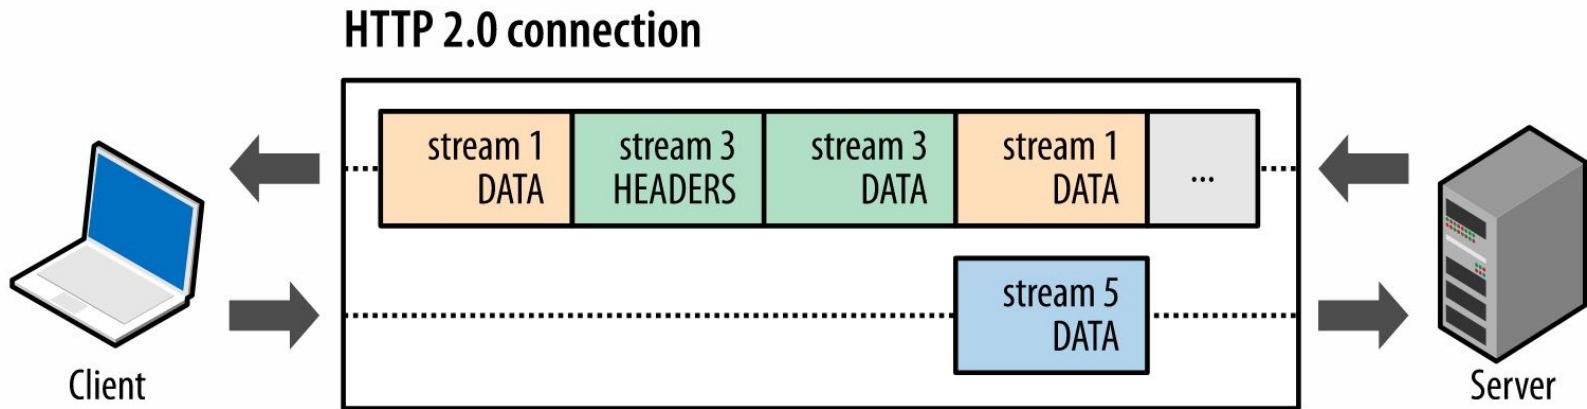 HTTP 2.0 connection
stream 1
DATA
stream 3
HEADERS
stream 3
DATA
stream 1
DATA
...
stream 5
DATA
Client
Server